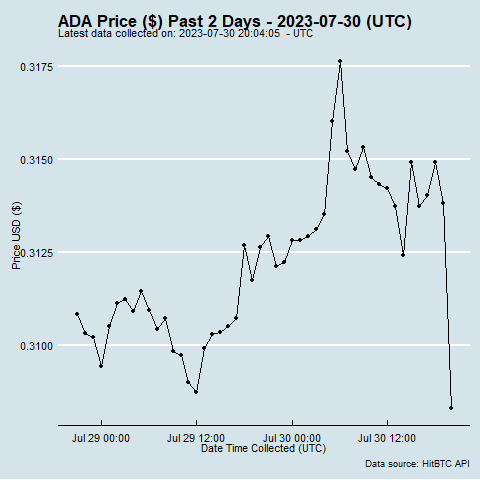 ADA Price ($) Past 2 Days - 2023-07-30 (UTC)
Latest data collected on: 2023-07-30 20:04:05  - UTC
0.3175
0.3150
0.3125
0.3100
Price USD ($)
Jul 29 00:00
Jul 29 12:00
Jul 30 00:00
Jul 30 12:00
Date Time Collected (UTC)
Data source: HitBTC API